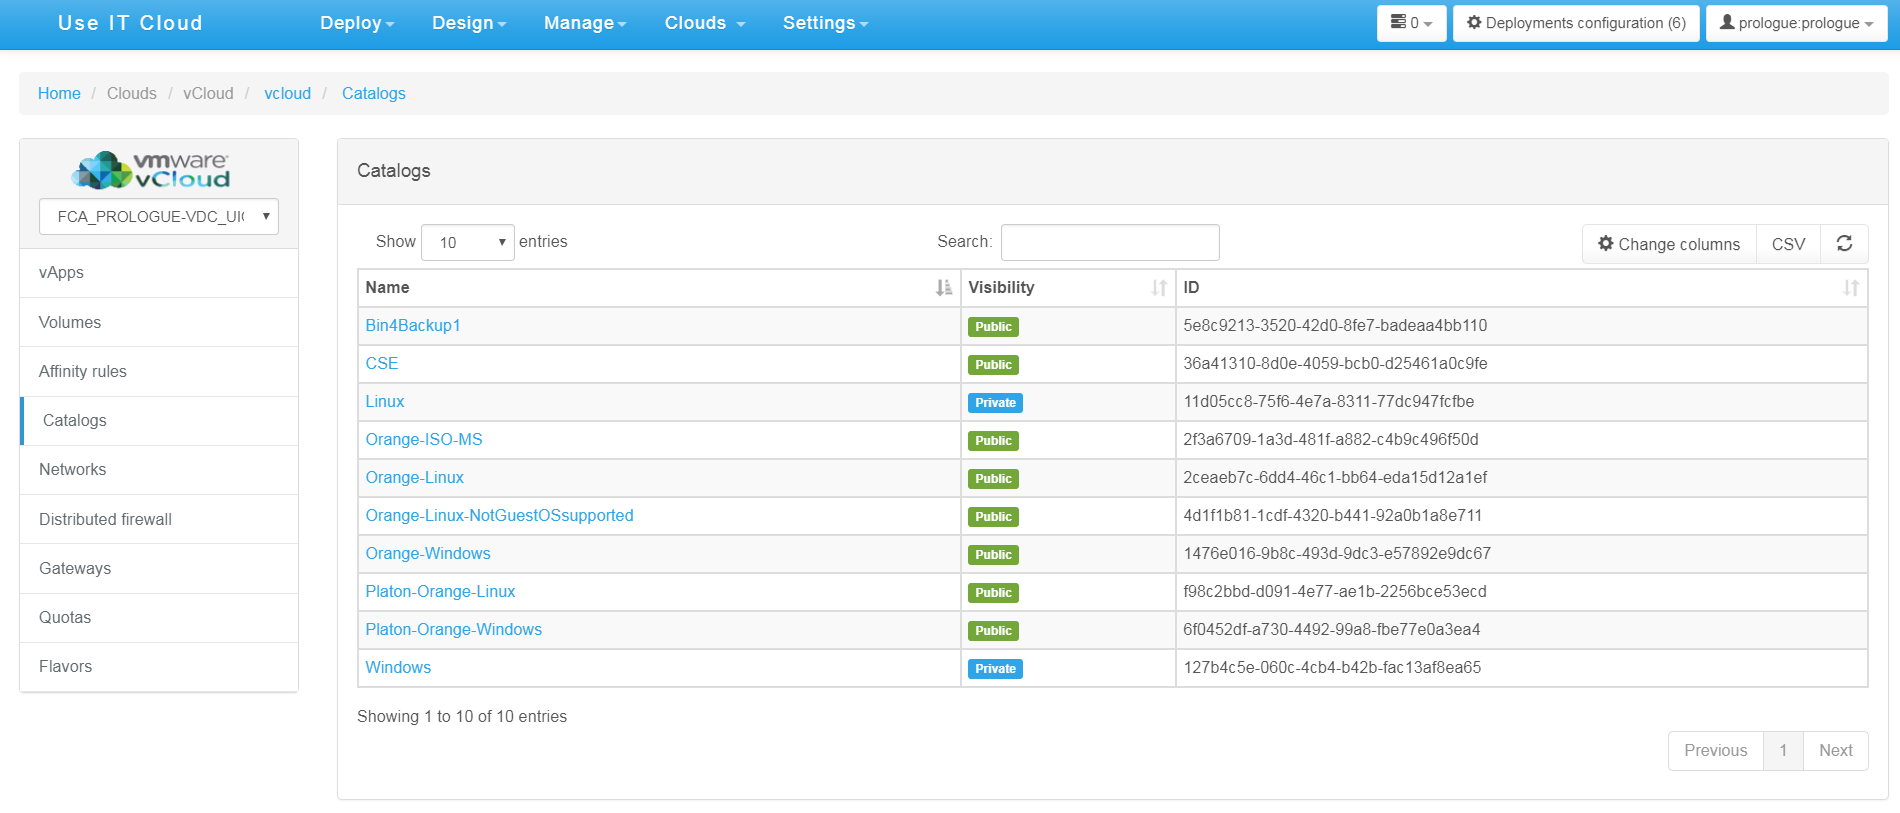 Use IT Cloud Deploy Design Manage Clouds Settings 0 Deployments configuration (6) prologue:prologue
Home / Clouds / vCloud / vcloud / Catalogs
vmware®
vCloud
FCA_PROLOGUE-VDC_UI
vApps
Volumes
Affinity rules
Catalogs
Networks
Distributed firewall
Gateways
Quotas
Flavors
Catalogs
Show 10 entries Search: Change columns CSV
Name Visibility ID
Bin4Backup1 Public 5e8c9213-3520-42d0-8fe7-badeaa4bb110
CSE Public 36a41310-8d0e-4059-bcb0-d25461a0c9fe
Linux Private 11d05cc8-75f6-4e7a-8311-77dc947fcfbe
Orange-ISO-MS Public 2f3a6709-1a3d-481f-a882-c4b9c496f50d
Orange-Linux Public 2ceaeb7c-6dd4-46c1-bb64-eda15d12a1ef
Orange-Linux-NotGuestOSsupported Public 4d1f1b81-1cdf-4320-b441-92a0b1a8e711
Orange-Windows Public 1476e016-9b8c-493d-9dc3-e57892e9dc67
Platon-Orange-Linux Public f98c2bbd-d091-4e77-ae1b-2256bce53ecd
Platon-Orange-Windows Public 6f0452df-a730-4492-99a8-fbe77e0a3ea4
Windows Private 127b4c5e-060c-4cb4-b42b-fac13af8ea65
Showing 1 to 10 of 10 entries
Previous 1 Next